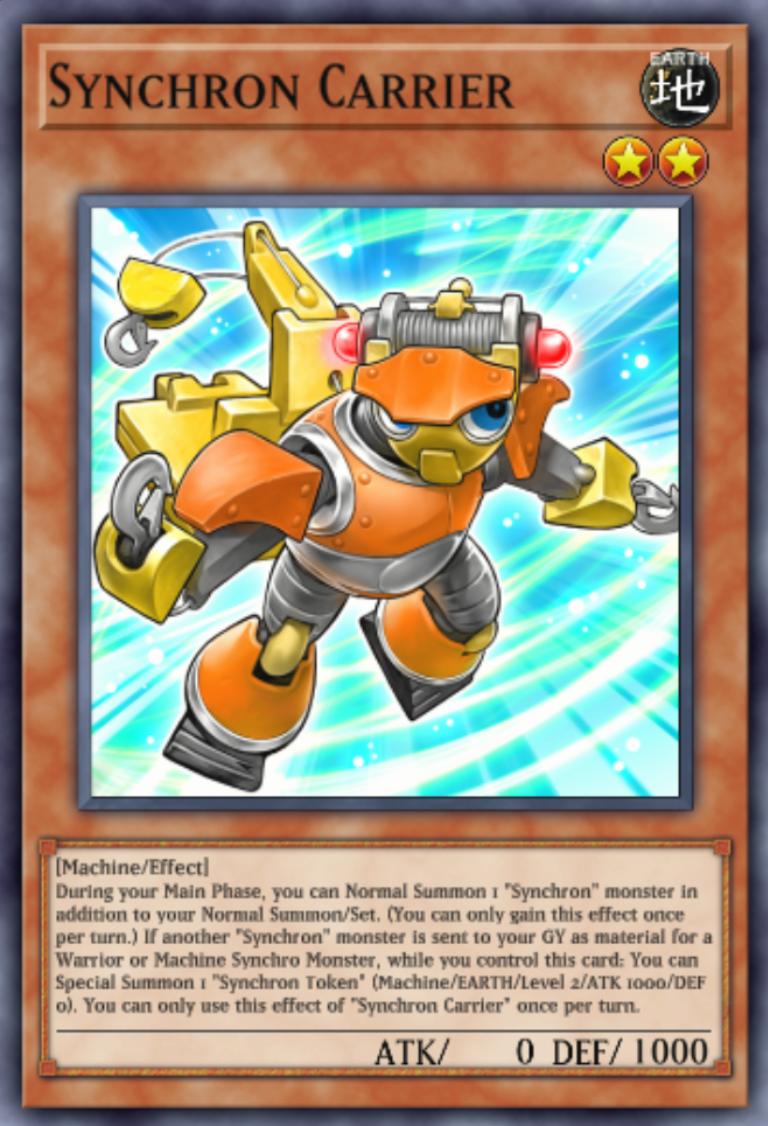 SYNCHRON CARRIER
EARTH
地
[Machine/Effect]
During your Main Phase, you can Normal Summon 1 "Synchron" monster in
addition to your Normal Summon/Set. (You can only gain this effect once
per turn.) If another "Synchron" monster is sent to your GY as material for a
Warrior or Machine Synchro Monster, while you control this card: You can
Special Summon 1 "Synchron Token" (Machine/EARTH/Level 2/ATK 1000/DEF
0). You can only use this effect of "Synchron Carrier" once per turn.
ATK/ 0 DEF/ 1000